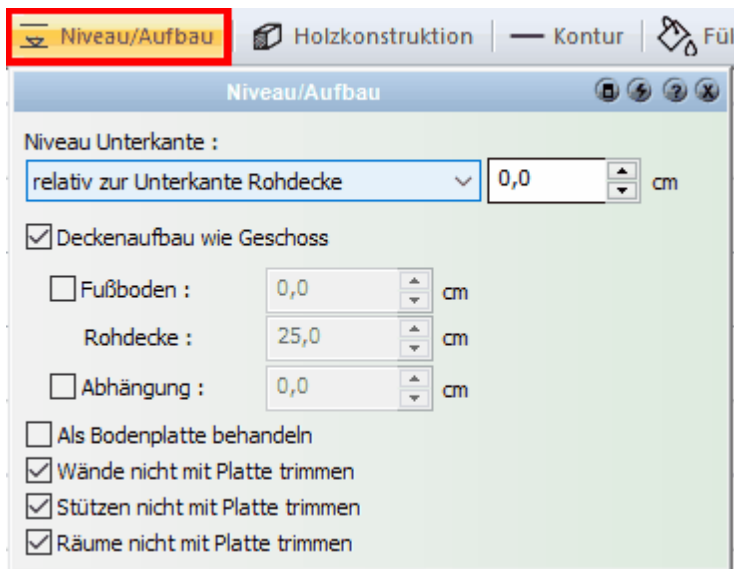 Niveau/Aufbau Holzkonstruktion Kontur Fül
Niveau/Aufbau
Niveau Unterkante :
relativ zur Unterkante Rohdecke 0,0 cm
Deckenaufbau wie Geschoss
Fußboden : 0,0 cm
Rohdecke : 25,0 cm
Abhängung : 0,0 cm
Als Bodenplatte behandeln
Wände nicht mit Platte trimmen
Stützen nicht mit Platte trimmen
Räume nicht mit Platte trimmen